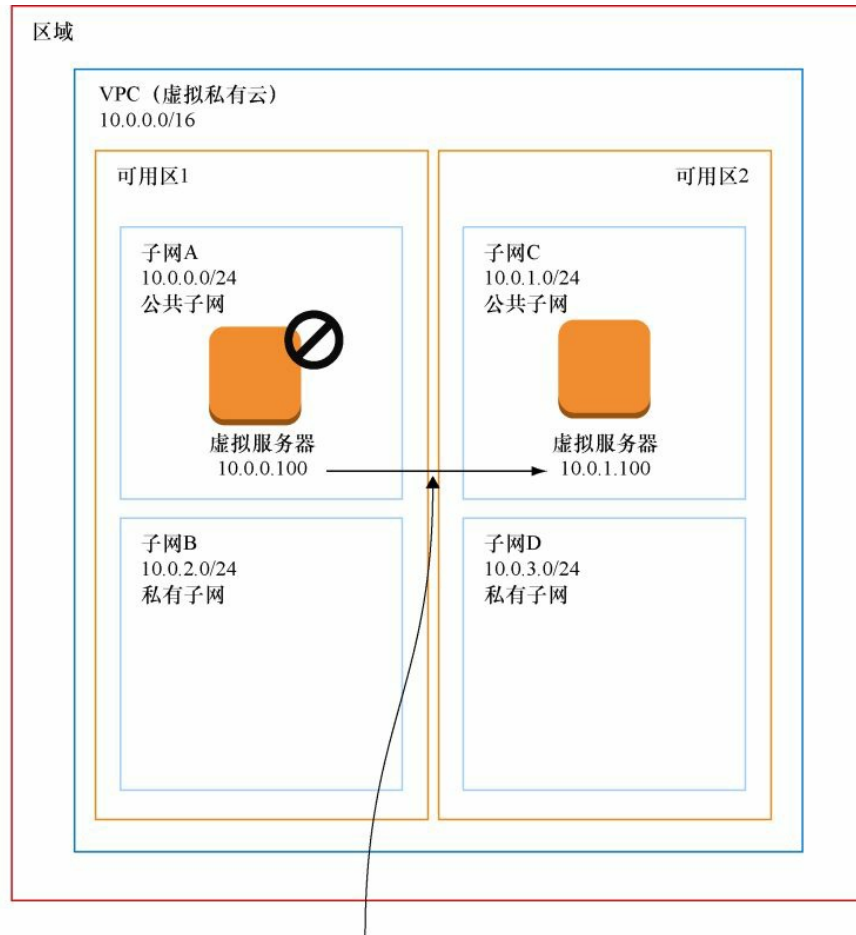 区域
VPC（虚拟私有云）
10.0.0.0/16
可用区1
可用区2
子网A
10.0.0.0/24
公共子网
虚拟服务器
10.0.0.100
子网C
10.0.1.0/24
公共子网
虚拟服务器
10.0.1.100
子网B
10.0.2.0/24
私有子网
子网D
10.0.3.0/24
私有子网